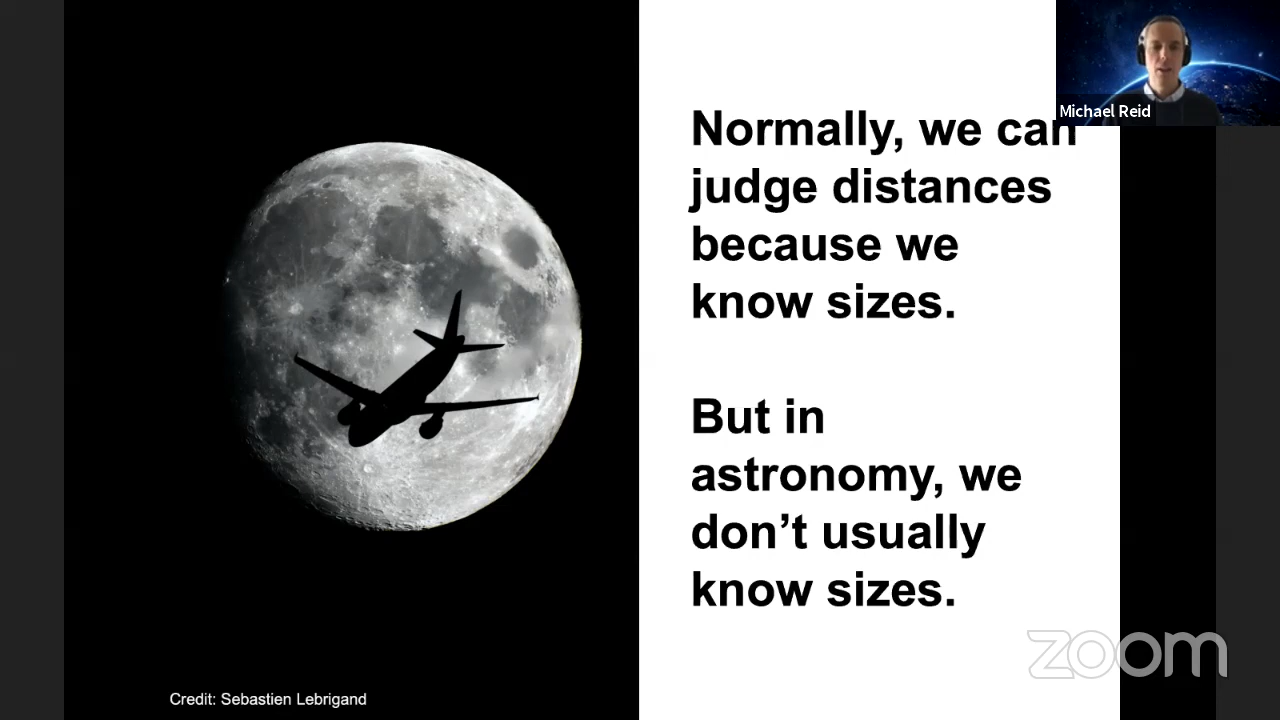 Michael Reid
Normally, we can
judge distances
because we
know sizes.
But in
astronomy, we
don’t usually
know sizes.
zoom
Credit: Sebastien Lebrigand